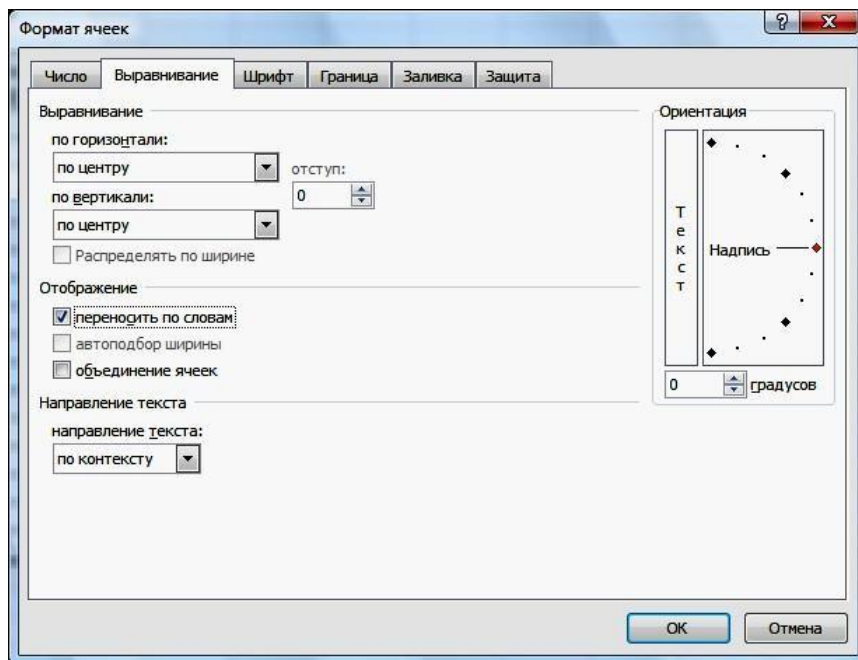 Формат ячеек
?
X
Число Выравнивание Шрифт Граница Заливка Защита
Выравнивание
по горизонтали:
по центру
отступ:
0
по вертикали:
по центру
Распределять по ширине
Отображение
переносить по словам
автоподбор ширины
объединение ячеек
Направление текста
направление текста:
по контексту
Ориентация
Текст
Надпись
0 градусов
ОК Отмена